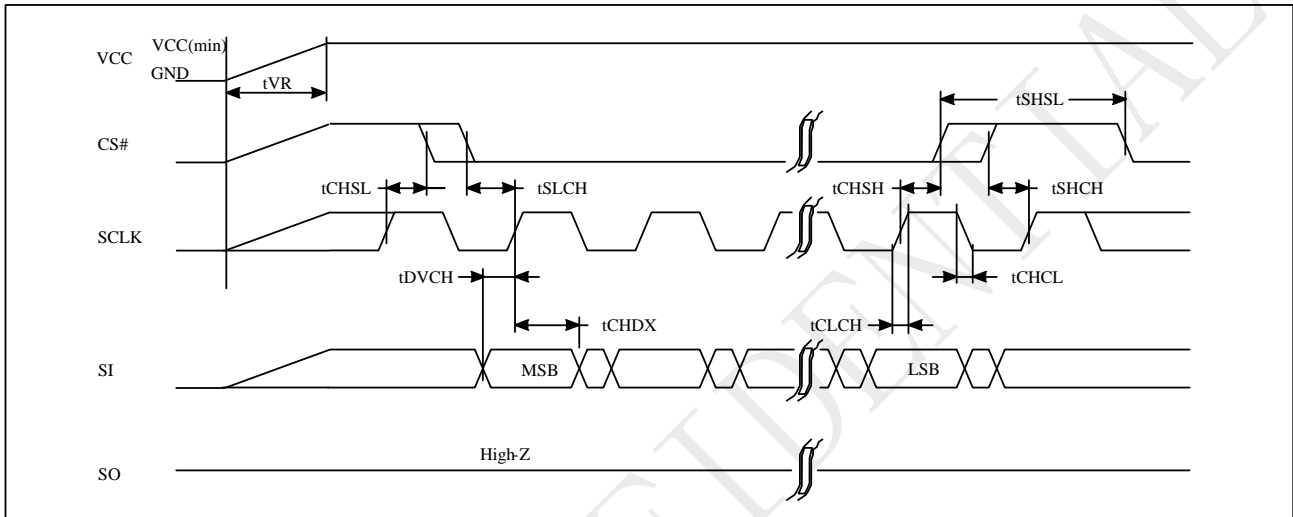 VCC(min)
VCC
GND
tVR
tSHSL
CS#
tCHSL
tSLCH
tCHSH
tSHCH
SCLK
tDVCH
tCHCL
tCHDX
tCLCH
SI
MSB
LSB
High-Z
SO